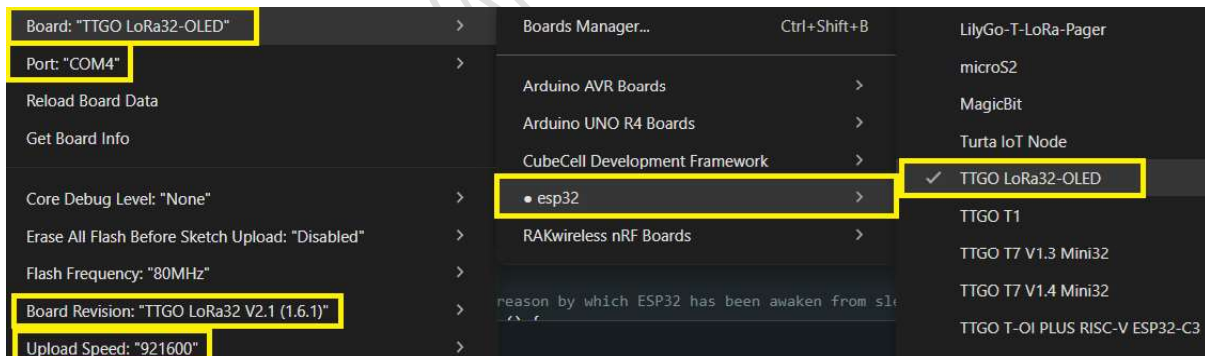 Board: "TTGO LoRa32-OLED"
Port: "COM4"
Reload Board Data
Get Board Info
Core Debug Level: "None"
Erase All Flash Before Sketch Upload: "Disabled"
Flash Frequency: "80MHz"
Board Revision: "TTGO LoRa32 V2.1 (1.6.1)"
Upload Speed: "921600"
Boards Manager... Ctrl+Shift+B
Arduino AVR Boards
Arduino UNO R4 Boards
CubeCell Development Framework
esp32
RAKwireless nRF Boards
reason by which ESP32 has been awaken from sle
() {
LilyGo-T-LoRa-Pager
microS2
MagicBit
Turta IoT Node
TTGO LoRa32-OLED
TTGO T1
TTGO T7 V1.3 Mini32
TTGO T7 V1.4 Mini32
TTGO T-OI PLUS RISC-V ESP32-C3